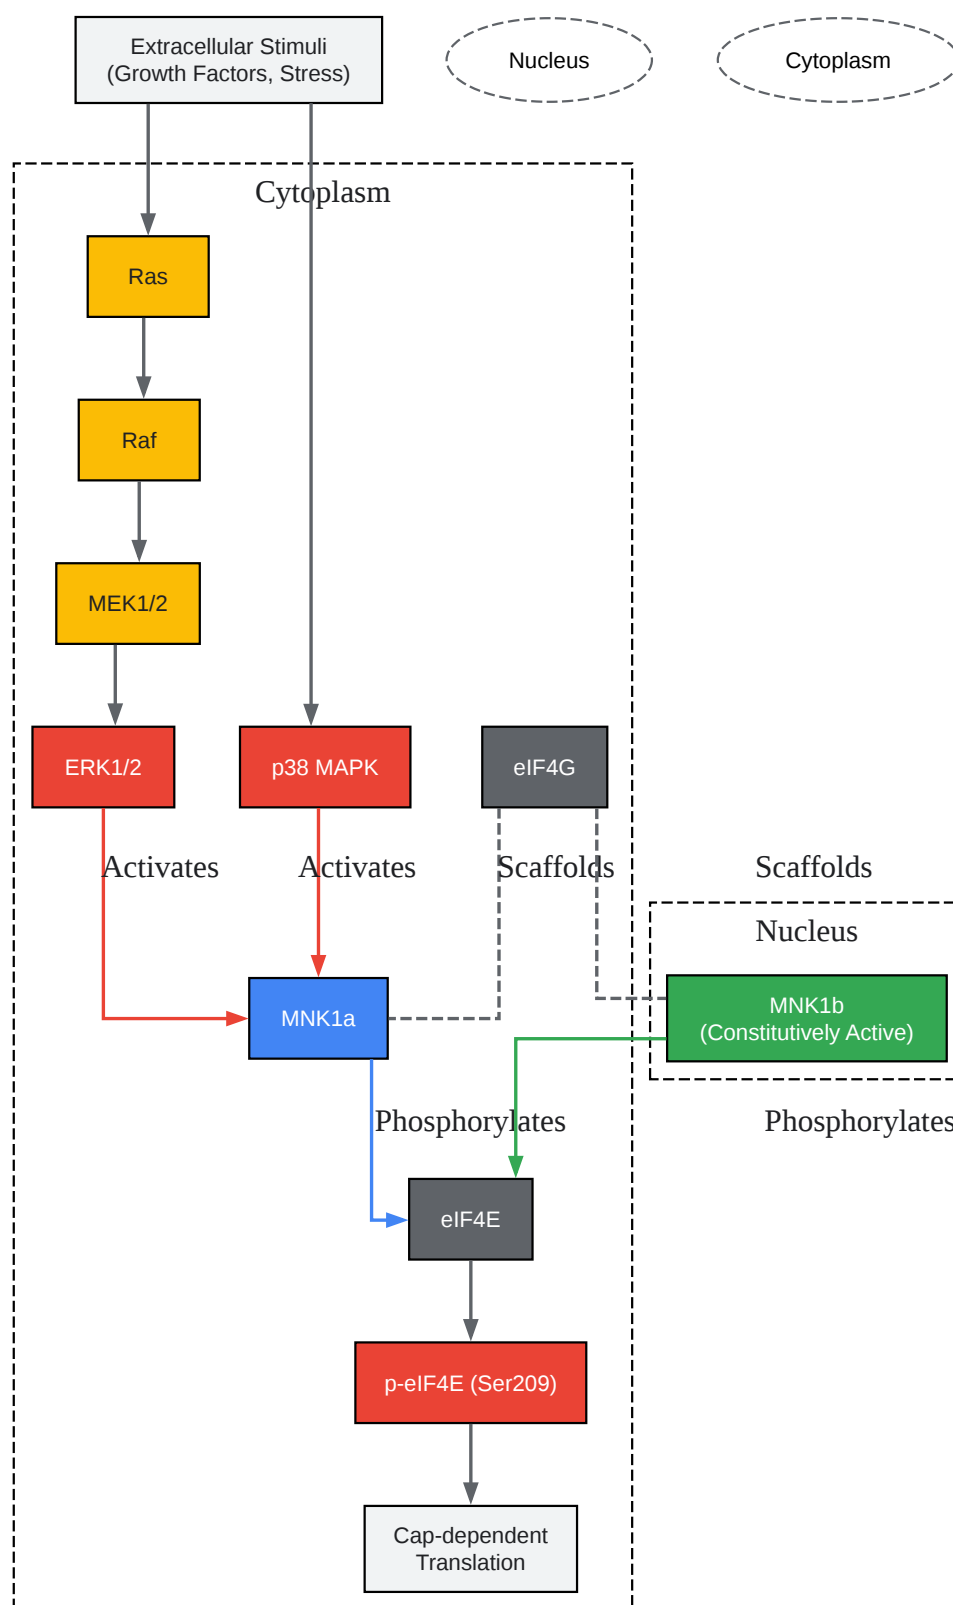 Extracellular Stimuli
(Growth Factors, Stress)
Nucleus
Cytoplasm
Cytoplasm
Ras
Raf
MEK1/2
ERK1/2
p38 MAPK
eIF4G
Activates
Activates
Scaffolds
Scaffolds
Nucleus
MNK1a
MNK1b
(Constitutively Active)
Phosphorylates
Phosphorylates
eIF4E
p-eIF4E (Ser209)
Cap-dependent
Translation